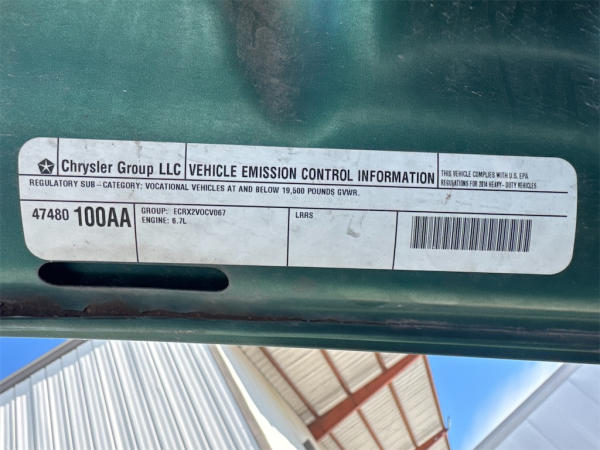 Chrysler Group LLC
VEHICLE EMISSION CONTROL INFORMATION
THIS VEHICLE COMPLIES WITH U.S. EPA
REGULATIONS FOR 2014 HEAVY-DUTY VEHICLES
REGULATORY SUB-CATEGORY: VOCATIONAL VEHICLES AT AND BELOW 19,500 POUNDS GVWR.
47480 100AA
GROUP: ECRX2VOCV067
ENGINE: 6.7L
LRRS